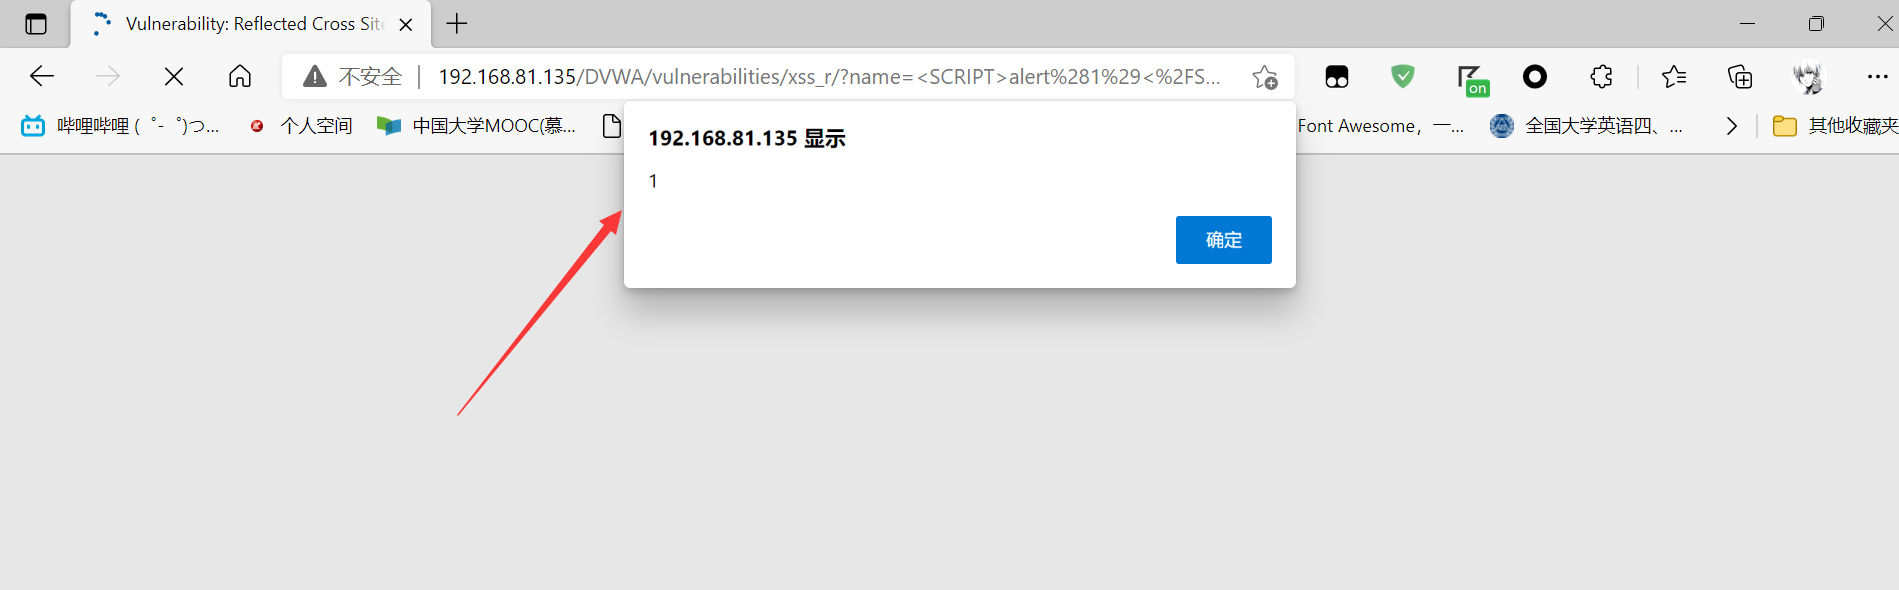 Vulnerability: Reflected Cross Site
不安全
192.168.81.135/DVWA/vulnerabilities/xss_r/?name=<SCRIPT>alert%281%29<%2FS...
on
哔哩哔哩 (゜-゜)つ...
个人空间
中国大学MOOC(慕...
Font Awesome，一...
全国大学英语四、...
其他收藏夹
192.168.81.135 显示
1
确定